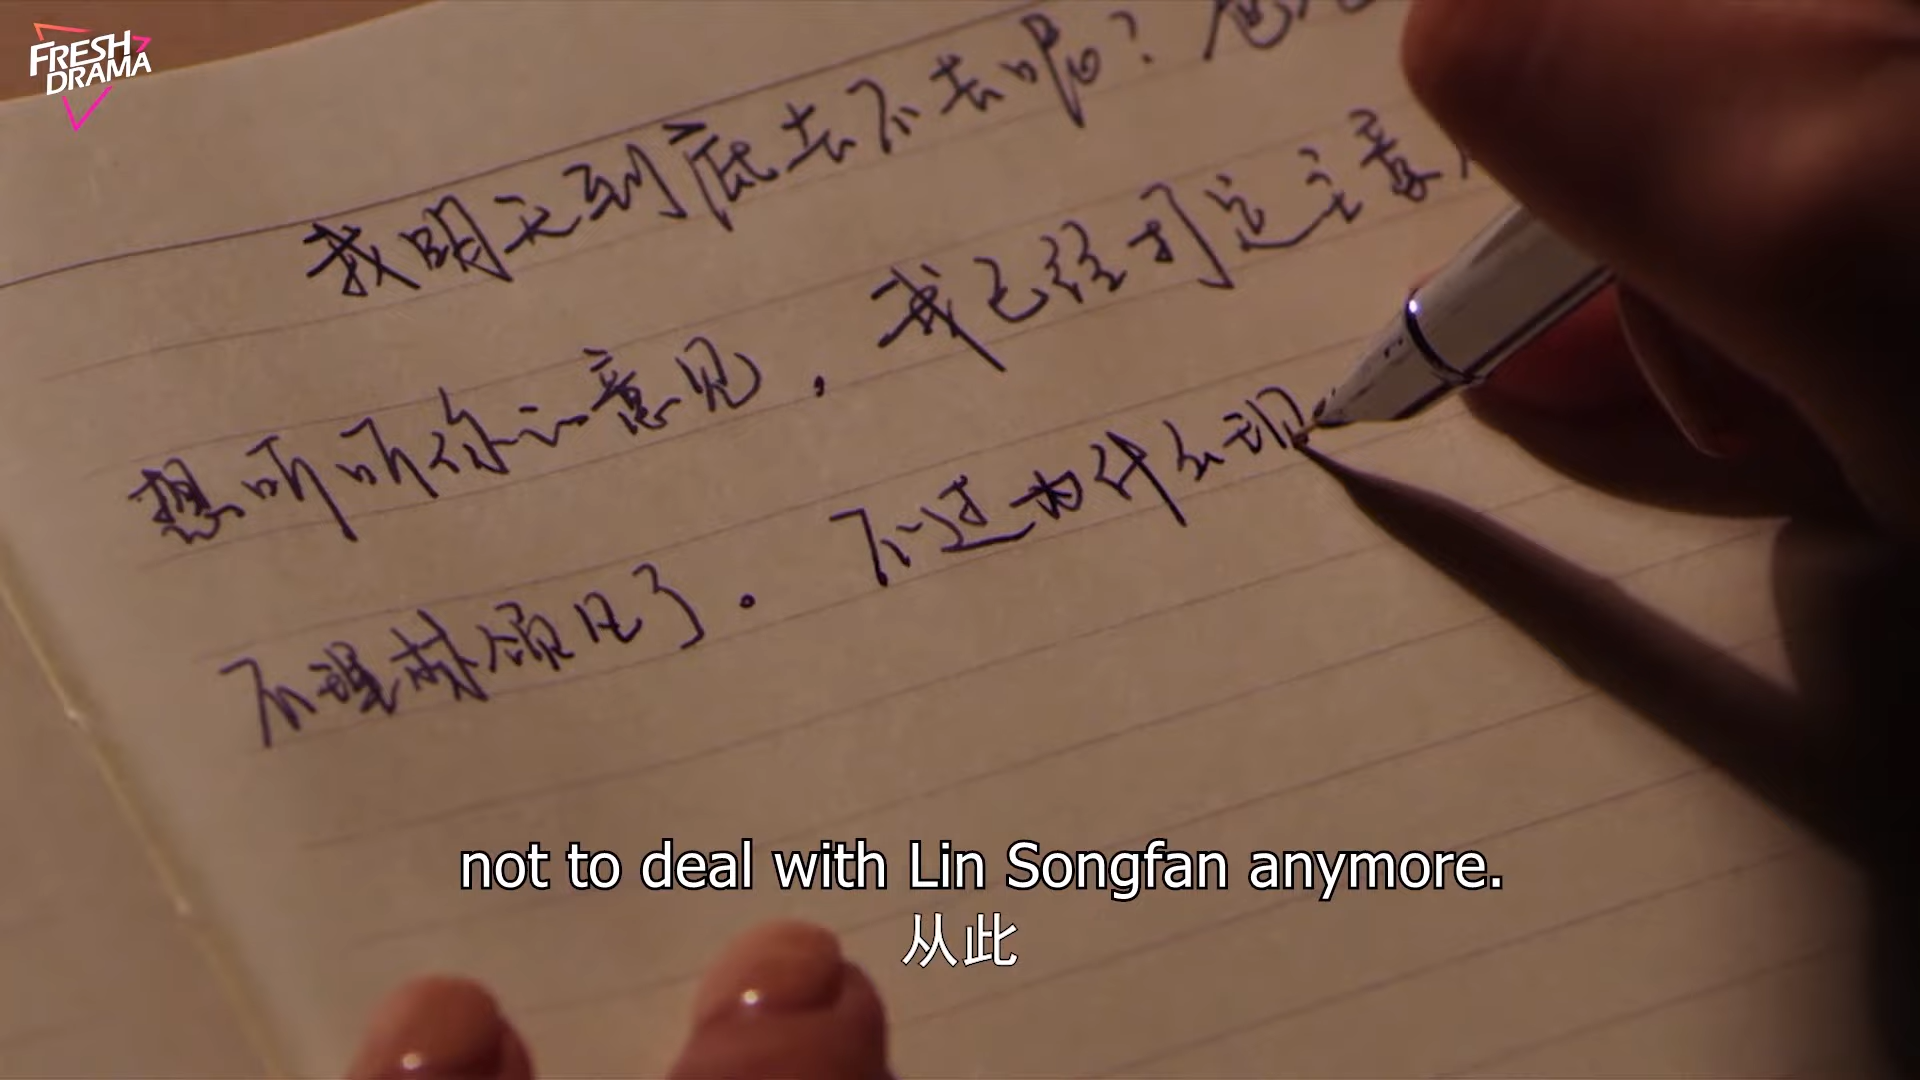 FRESH
DRAMA
我明天到底去不去呢？
想听听你的意见，我已经打定主意
不理林颂凡了。不过为什么现
not to deal with Lin Songfan anymore.
从此